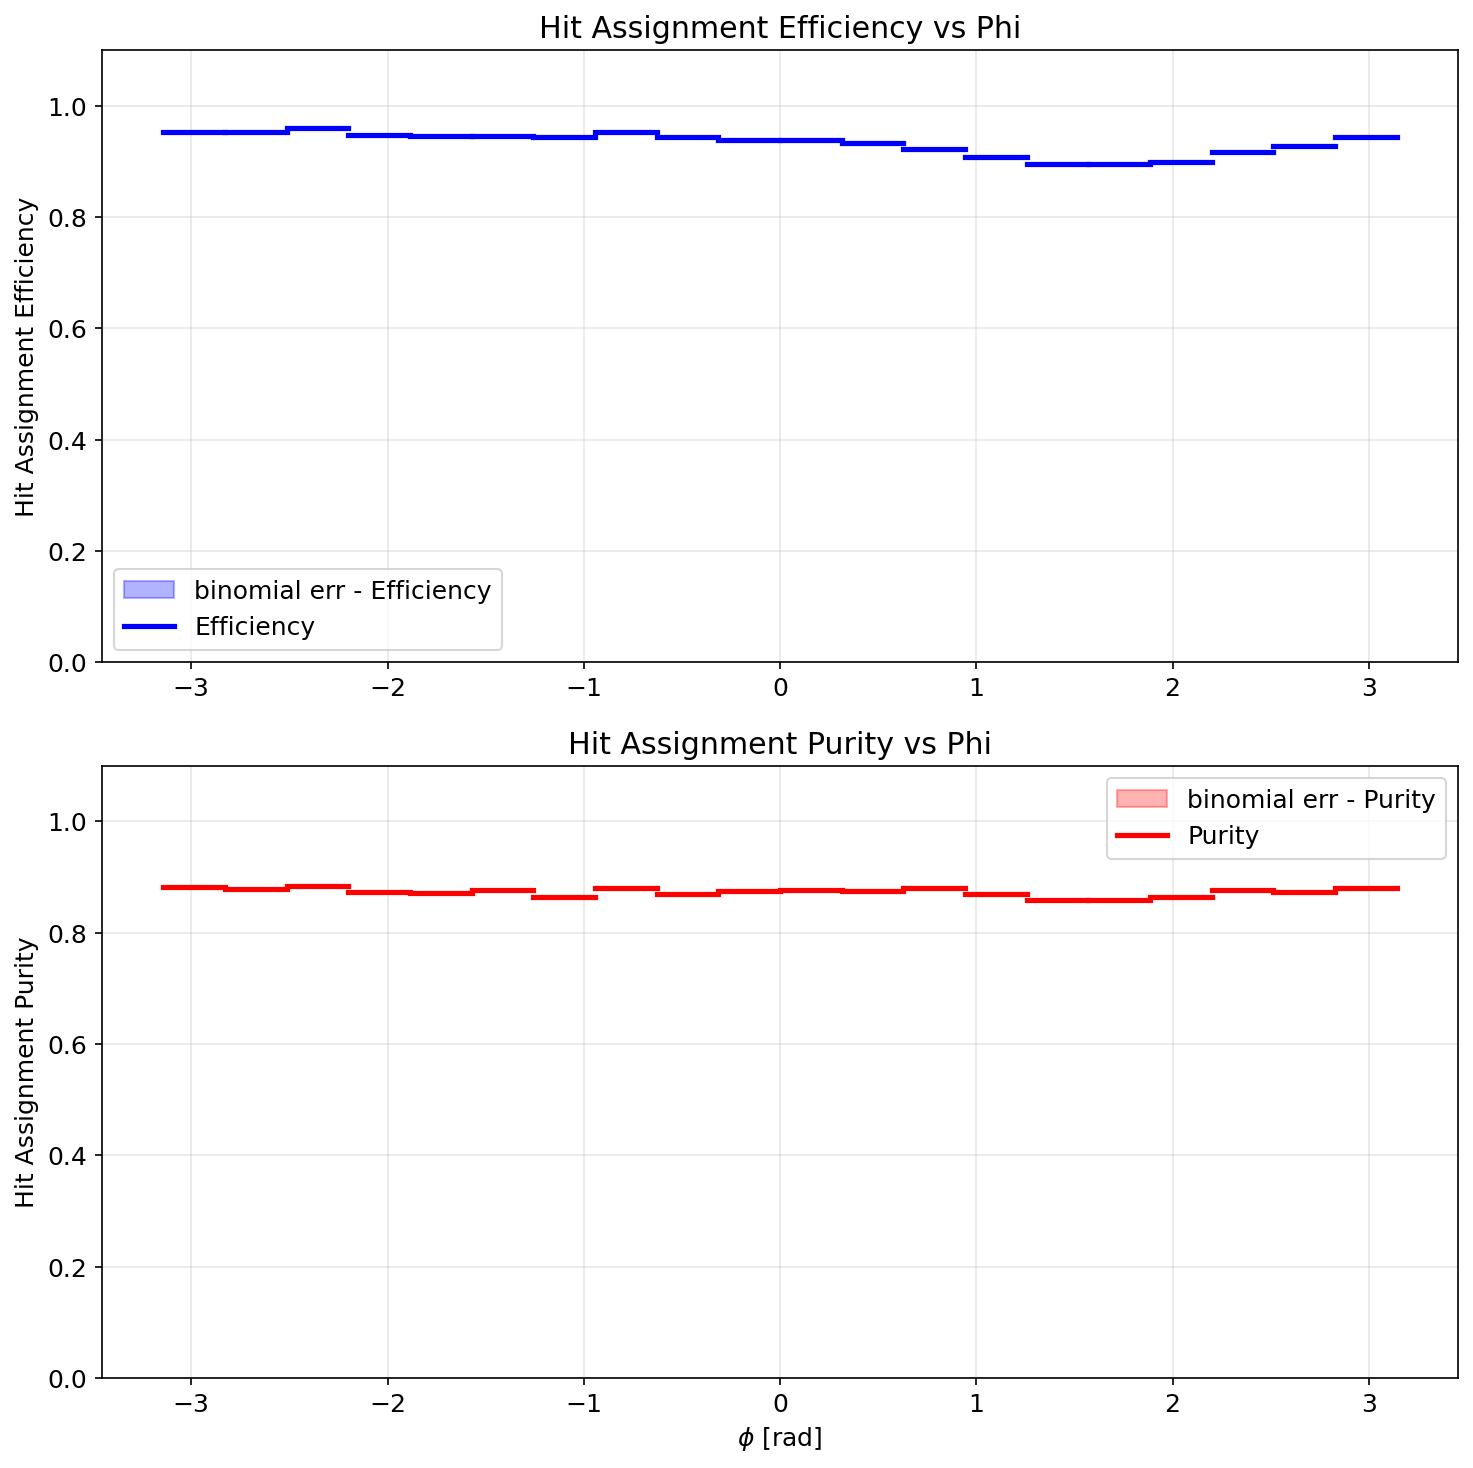 Hit Assignment Efficiency vs Phi
Hit Assignment Efficiency
1.0
0.8
0.6
0.4
0.2
0.0
binomial err - Efficiency
Efficiency
−3 −2 −1 0 1 2 3
Hit Assignment Purity vs Phi
Hit Assignment Purity
1.0
0.8
0.6
0.4
0.2
0.0
binomial err - Purity
Purity
−3 −2 −1 0 1 2 3
ϕ [rad]